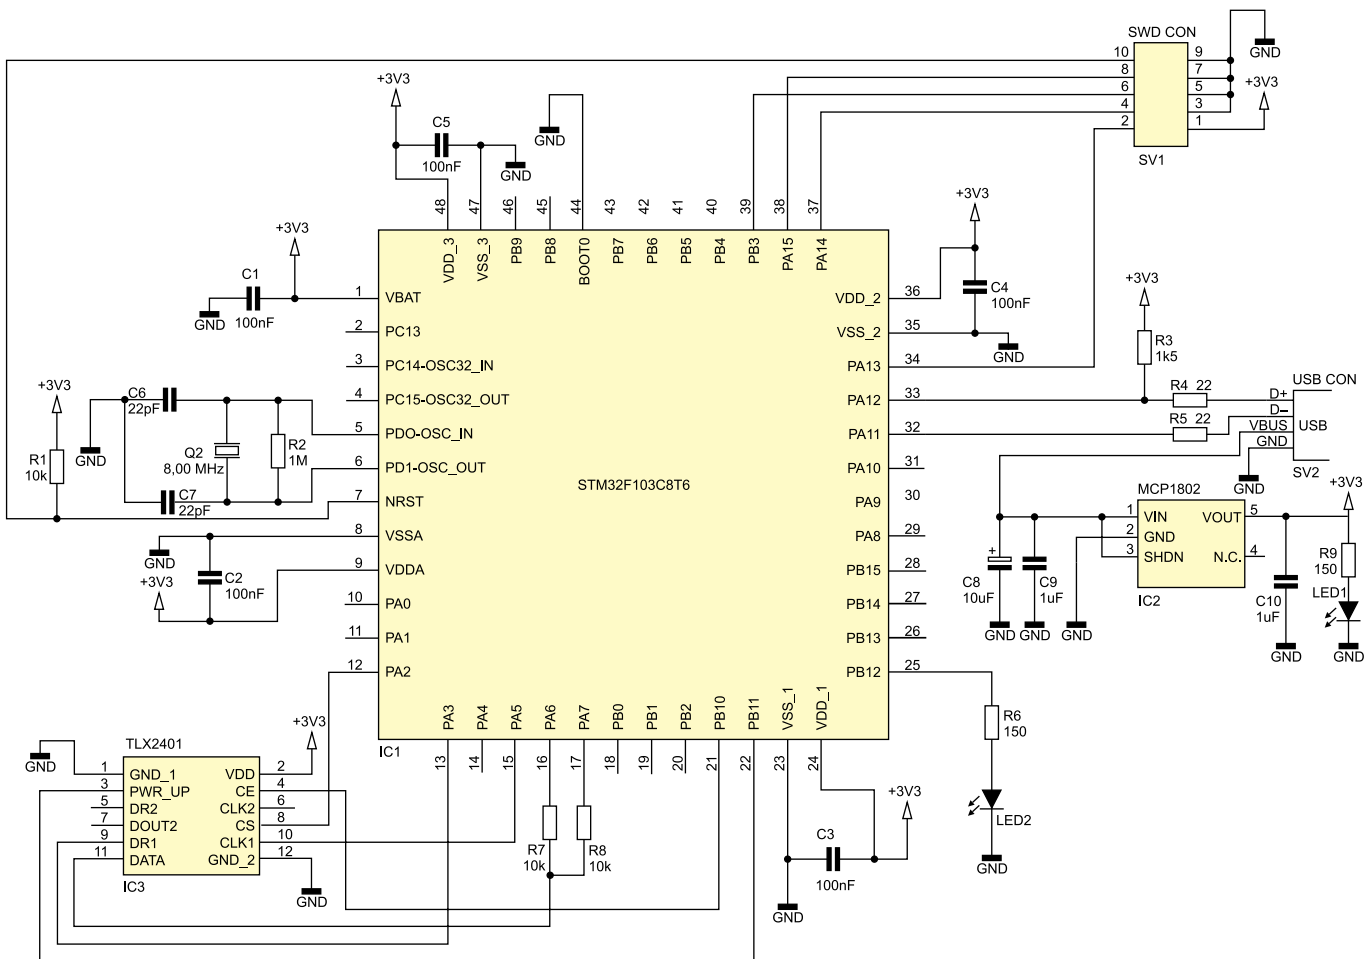 SWD CON
10
8
6
4
2
9
7
5
3
1
GND
+3V3
SV1
+3V3
C5
100nF
GND
GND
48
47
46
45
44
43
42
41
40
39
38
37
VDD_3
VSS_3
PB9
PB8
BOOT0
PB7
PB6
PB5
PB4
PB3
PA15
PA14
+3V3
C1
100nF
GND
1 VBAT
2 PC13
3 PC14-OSC32_IN
4 PC15-OSC32_OUT
5 PDO-OSC_IN
6 PD1-OSC_OUT
7 NRST
8 VSSA
9 VDDA
10 PA0
11 PA1
12 PA2
+3V3
R1
10k
C6
22pF
GND
Q2
8,00 MHz
R2
1M
C7
22pF
GND
+3V3
C2
100nF
STM32F103C8T6
VDD_2 36
VSS_2 35
PA13 34
PA12 33
PA11 32
PA10 31
PA9 30
PA8 29
PB15 28
PB14 27
PB13 26
PB12 25
+3V3
C4
100nF
GND
+3V3
R3
1k5
R4 22
R5 22
USB CON
D+
D–
VBUS
GND
USB
SV2
GND
MCP1802
1 VIN
2 GND
3 SHDN
VOUT 5
N.C. 4
IC2
C8
10uF
+
C9
1uF
GND
GND
GND
+3V3
R9
150
LED1
C10
1uF
GND
GND
R6
150
LED2
GND
PA3
PA4
PA5
PA6
PA7
PB0
PB1
PB2
PB10
PB11
VSS_1
VDD_1
IC1
13
14
15
16
17
18
19
20
21
22
23
24
+3V3
C3
100nF
GND
R7
10k
R8
10k
TLX2401
+3V3
GND
1 GND_1
3 PWR_UP
5 DR2
7 DOUT2
9 DR1
11 DATA
VDD 2
CE 4
CLK2 6
CS 8
CLK1 10
GND_2 12
IC3
GND